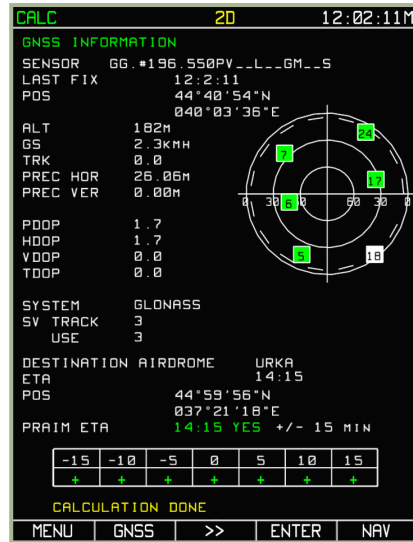 CALC 2D 12:02:11M
GNSS INFORMATION
SENSOR GG.#196.550PV__L__GM__S
LAST FIX 12:2:11
POS 44°40'54"N
040°03'36"E
ALT 182M
GS 2.3KMH
TRK 0.0
PREC HOR 26.06M
PREC VER 0.00M
24
7
17
0 30 6 60 30 0
5 18
PDOP 1.7
HDOP 1.7
VDOP 0.0
TDOP 0.0
SYSTEM GLONASS
SV TRACK 3
USE 3
DESTINATION AIRDROME URKA
ETA 14:15
POS 44°59'56"N
037°21'18"E
PRAIM ETA 14:15 YES +/- 15 MIN
-15 -10 -5 0 5 10 15
+ + + + + + +
CALCULATION DONE
MENU GNSS >> ENTER NAV